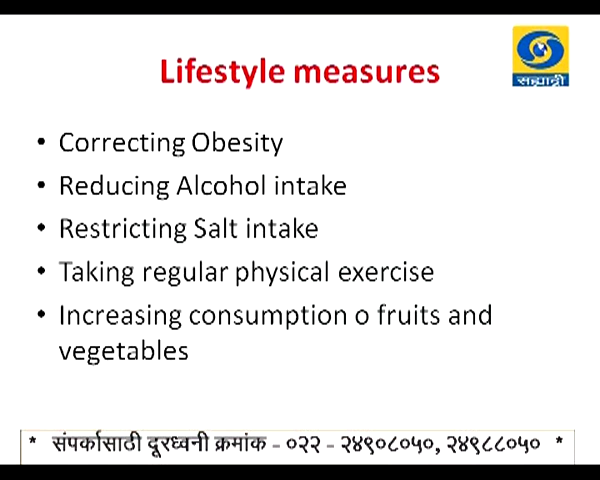 Lifestyle measures
सह्याद्री
• Correcting Obesity
• Reducing Alcohol intake
• Restricting Salt intake
• Taking regular physical exercise
• Increasing consumption o fruits and
vegetables
* संपर्कासाठी दूरध्वनी क्रमांक - ०२२ - २४९०८०५०, २४९८८०५० *